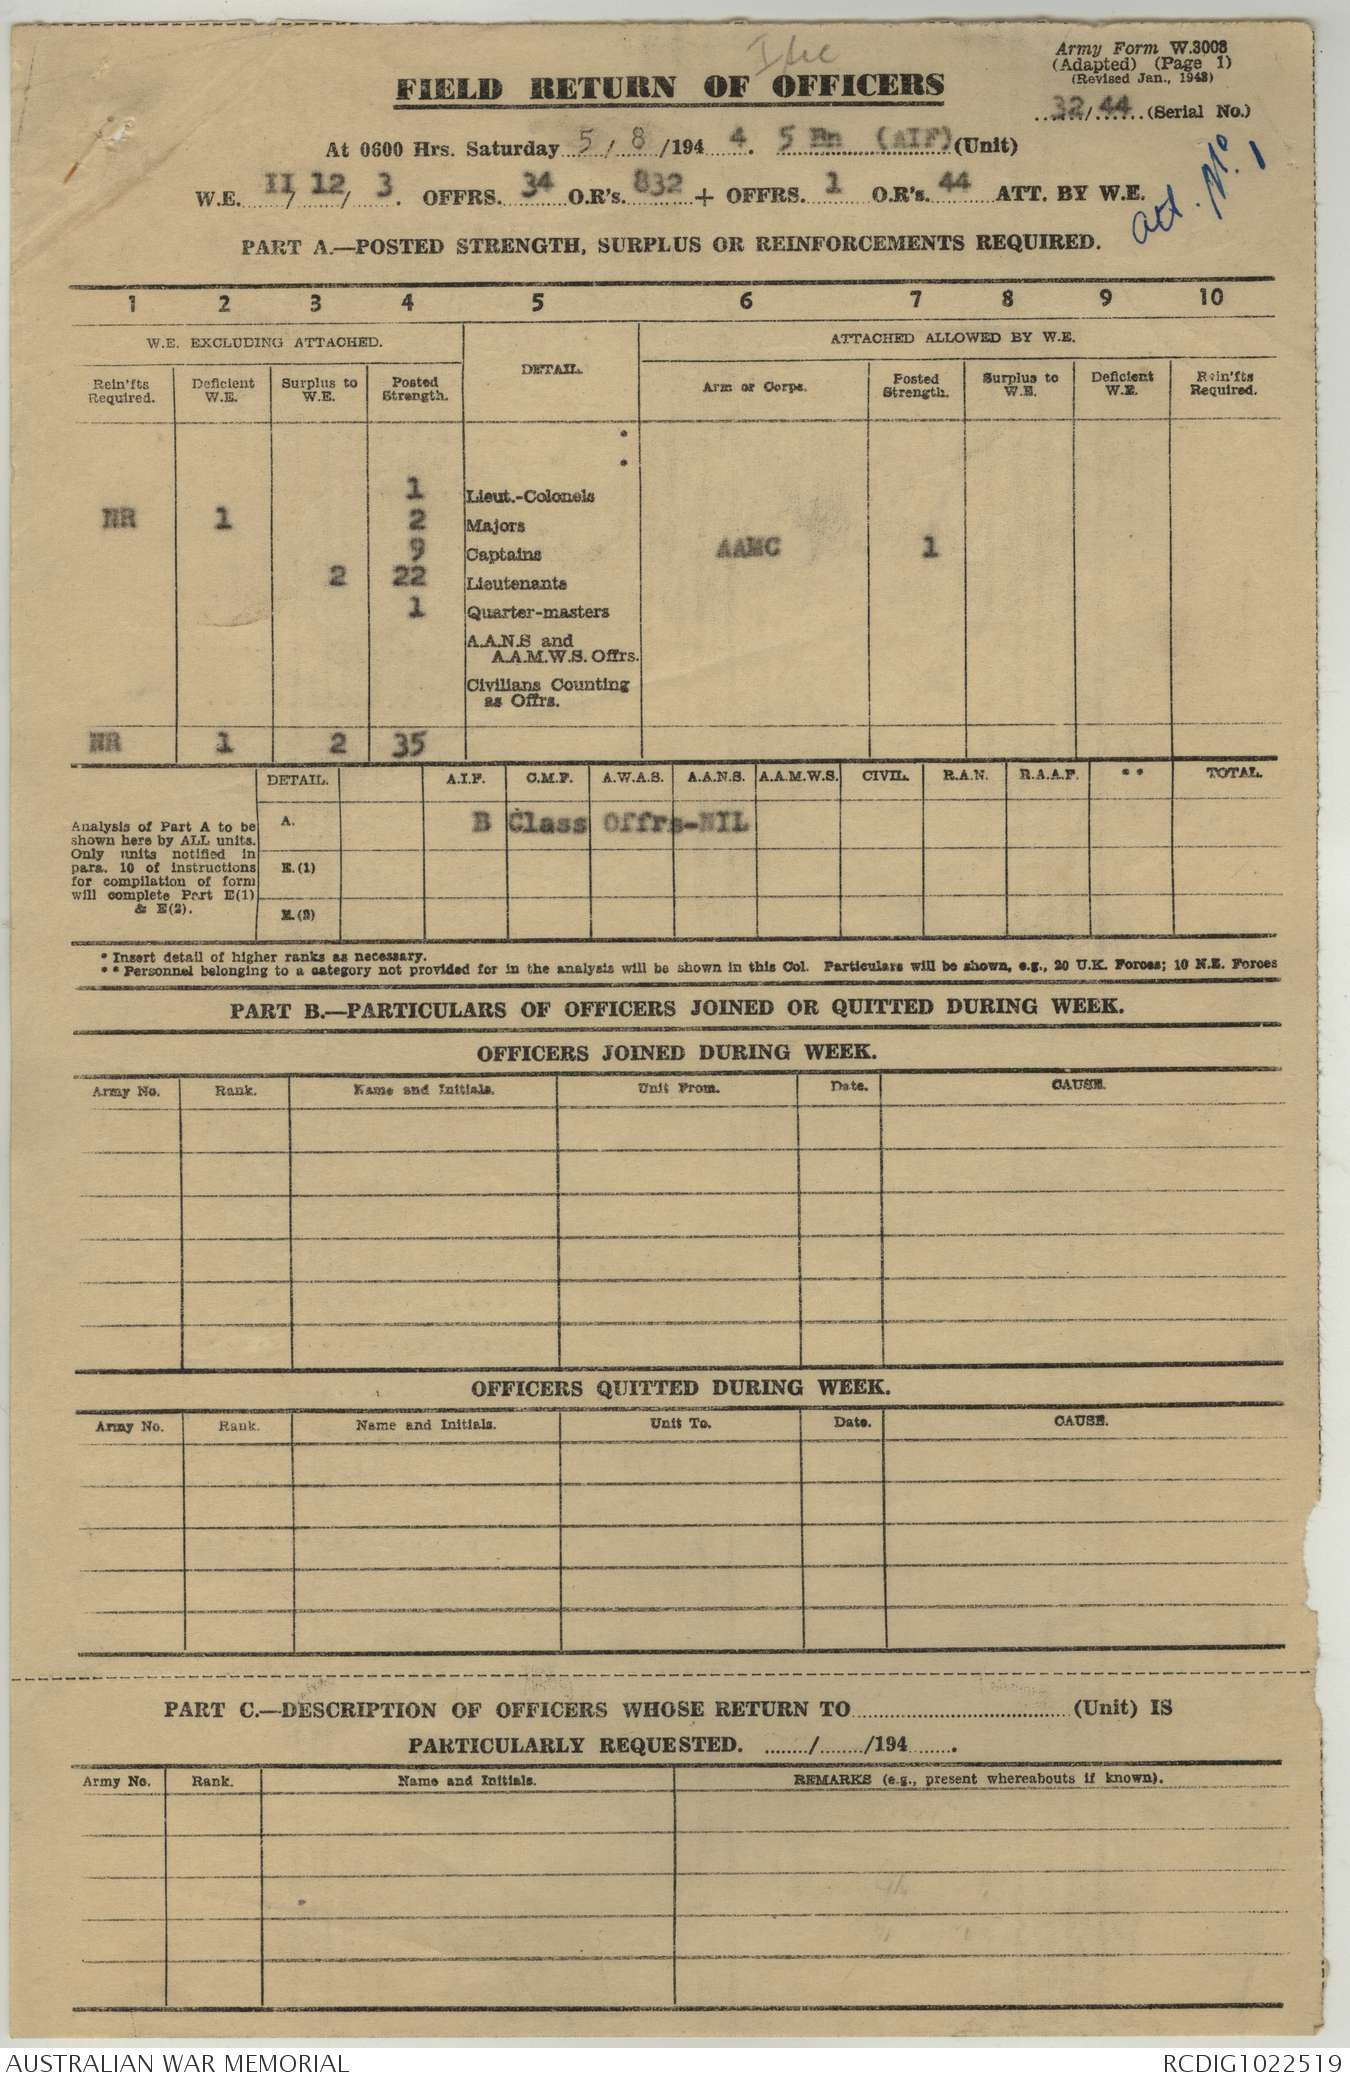 Army Form W.3008
(Adapted) (Page 1)
(Revised Jan., 1943)
FIELD RETURN OF OFFICERS
32/44 (Serial No.)
At 0600 Hrs. Saturday 5/8/194 4. 5 Bn (AIF) (Unit)
W.E. II/12/3. OFFRS. 34 O.R's. 832 + OFFRS. 1 O.R's. 44 ATT. BY W.E.
PART A.—POSTED STRENGTH, SURPLUS OR REINFORCEMENTS REQUIRED.
1 2 3 4 5 6 7 8 9 10
W.E. EXCLUDING ATTACHED. DETAIL. ATTACHED ALLOWED BY W.E.
Rein'fts Required. Deficient W.E. Surplus to W.E. Posted Strength. Arm or Corps. Posted Strength. Surplus to W.E. Deficient W.E. Rein'fts Required.
*
*
1 Lieut.-Colonels
NR 1 2 Majors
9 Captains AAMC 1
2 22 Lieutenants
1 Quarter-masters
A.A.N.S and
A.A.M.W.S. Offrs.
Civilians Counting
as Offrs.
NR 1 2 35
DETAIL. A.I.F. C.M.F. A.W.A.S. A.A.N.S. A.A.M.W.S. CIVIL. R.A.N. R.A.A.F. ** TOTAL.
Analysis of Part A to be
shown here by ALL units.
Only units notified in
para. 10 of instructions
for compilation of form
will complete Part E(1)
& E(2).
A. B Class Offrs-NIL
E.(1)
E.(2)
* Insert detail of higher ranks as necessary.
** Personnel belonging to a category not provided for in the analysis will be shown in this Col. Particulars will be shown, e.g., 20 U.K. Forces; 10 N.E. Forces
PART B.—PARTICULARS OF OFFICERS JOINED OR QUITTED DURING WEEK.
OFFICERS JOINED DURING WEEK.
Army No. Rank. Name and Initials. Unit From. Date. CAUSE.
OFFICERS QUITTED DURING WEEK.
Army No. Rank. Name and Initials. Unit To. Date. CAUSE.
PART C.—DESCRIPTION OF OFFICERS WHOSE RETURN TO (Unit) IS
PARTICULARLY REQUESTED. ......../......../194........
Army No. Rank. Name and Initials. REMARKS (e.g., present whereabouts if known).
AUSTRALIAN WAR MEMORIAL RCDIG1022519